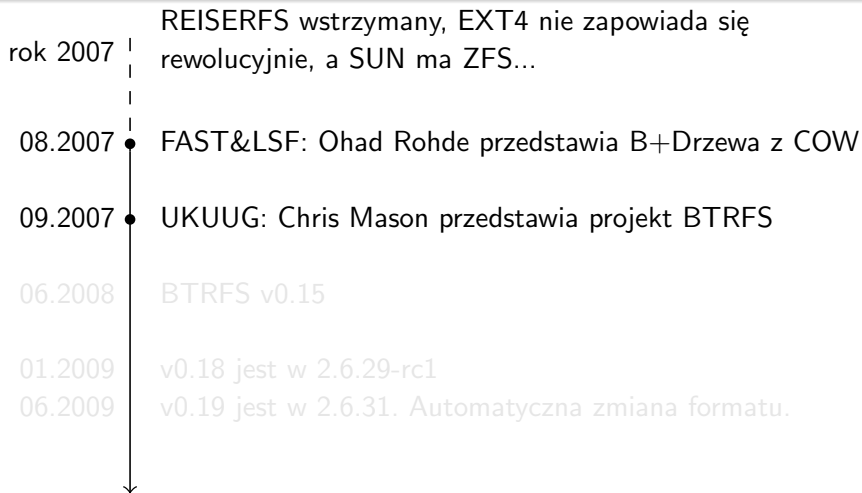 REISERFS wstrzymany, EXT4 nie zapowiada się
rok 2007 rewolucyjnie, a SUN ma ZFS...
08.2007 FAST&LSF: Ohad Rohde przedstawia B+Drzewa z COW
09.2007 UKUUG: Chris Mason przedstawia projekt BTRFS
06.2008 BTRFS v0.15
01.2009 v0.18 jest w 2.6.29-rc1
06.2009 v0.19 jest w 2.6.31. Automatyczna zmiana formatu.